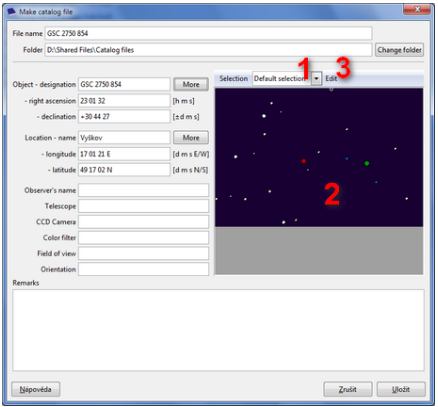 Make catalog file
File name GSC 2750 854
Folder D:\Shared Files\Catalog files Change folder
1 3
Selection Default selection Edit
Object - designation GSC 2750 854 More
- right ascension 23 01 32 [h m s]
- declination +30 44 27 [± d m s]
Location - name Vyškov More
- longitude 17 01 21 E [d m s E/W]
- latitude 49 17 02 N [d m s N/S]
2
Observer's name
Telescope
CCD Camera
Color filter
Field of view
Orientation
Remarks
Nápověda Zrušit Uložit